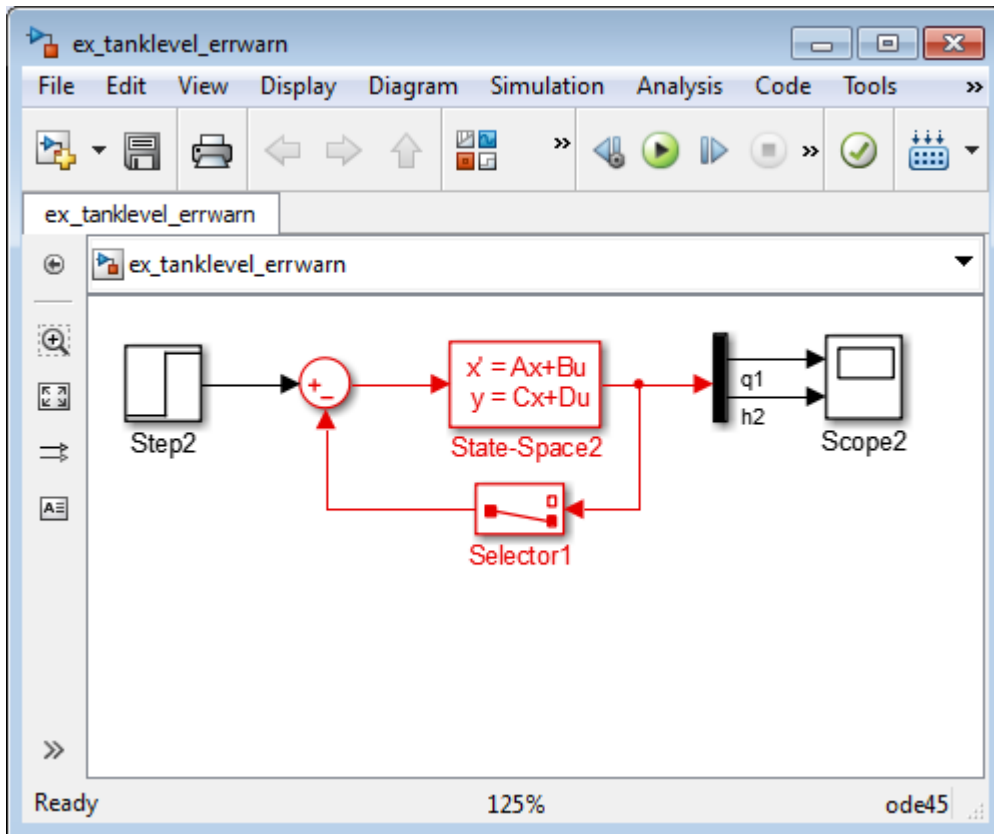 ex_tanklevel_errwarn
File Edit View Display Diagram Simulation Analysis Code Tools »
ex_tanklevel_errwarn
ex_tanklevel_errwarn
Step2
+
−
x' = Ax+Bu
y = Cx+Du
State-Space2
q1
h2
Scope2
Selector1
Ready 125% ode45